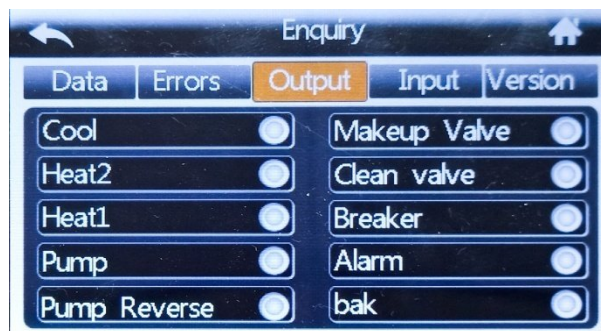 Enquiry
Data Errors Output Input Version
Cool Makeup Valve
Heat2 Clean valve
Heat1 Breaker
Pump Alarm
Pump Reverse bak